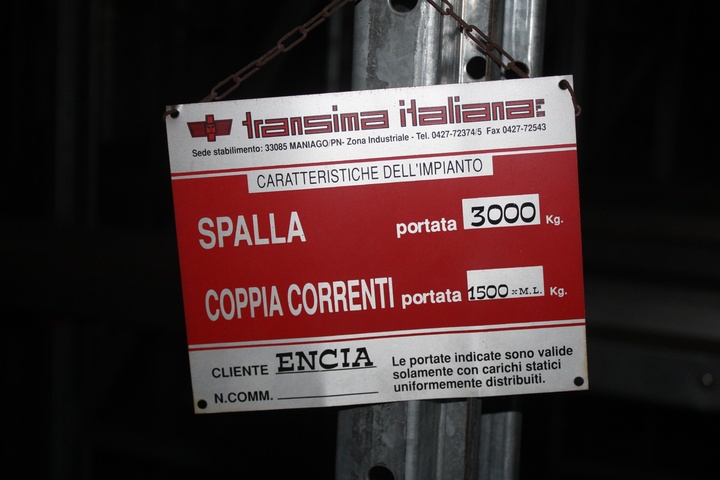 transima italiana
Sede stabilimento: 33085 MANIAGO/PN- Zona Industriale - Tel. 0427-72374/5 Fax 0427-72543
CARATTERISTICHE DELL'IMPIANTO
SPALLA portata 3000 Kg.
COPPIA CORRENTI portata 1500 xM.L. Kg.
CLIENTE ENCIA
N.COMM.
Le portate indicate sono valide
solamente con carichi statici
uniformemente distribuiti.